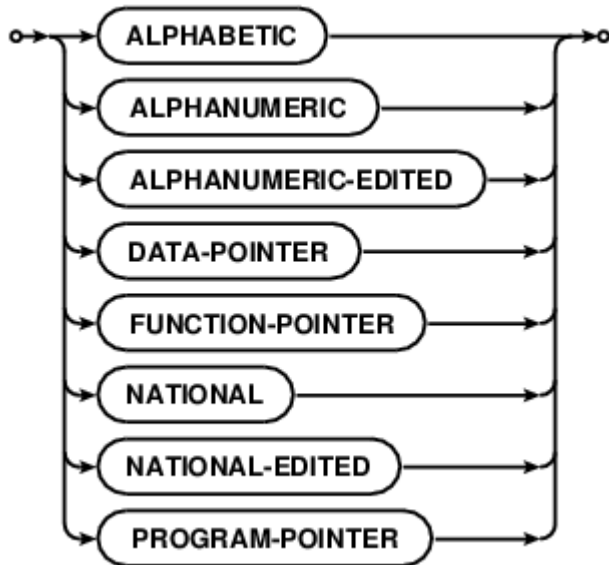 ALPHABETIC
ALPHANUMERIC
ALPHANUMERIC-EDITED
DATA-POINTER
FUNCTION-POINTER
NATIONAL
NATIONAL-EDITED
PROGRAM-POINTER